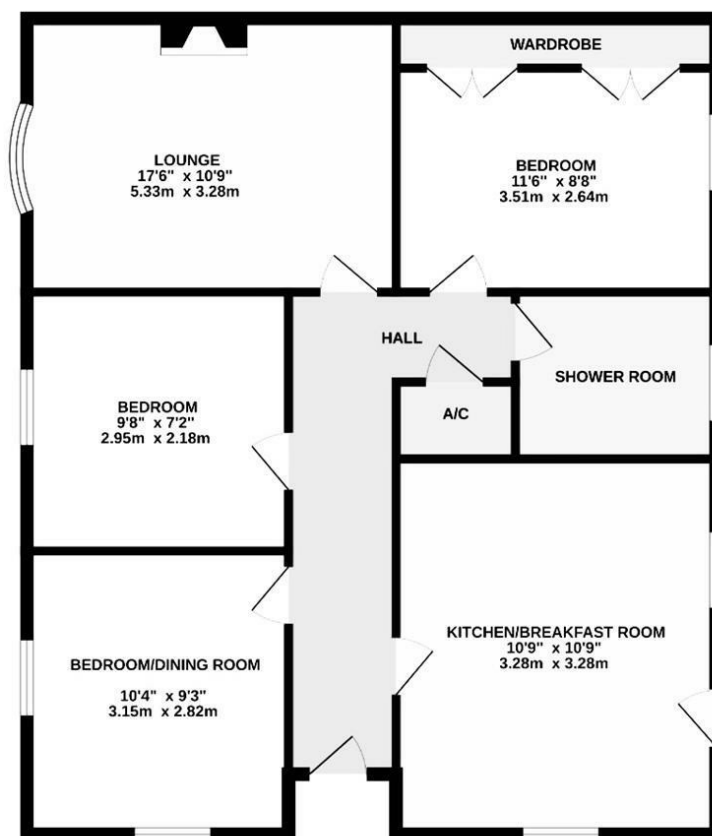 WARDROBE
LOUNGE
17'6" x 10'9"
5.33m x 3.28m
BEDROOM
11'6" x 8'8"
3.51m x 2.64m
HALL
SHOWER ROOM
A/C
BEDROOM
9'8" x 7'2"
2.95m x 2.18m
KITCHEN/BREAKFAST ROOM
10'9" x 10'9"
3.28m x 3.28m
BEDROOM/DINING ROOM
10'4" x 9'3"
3.15m x 2.82m